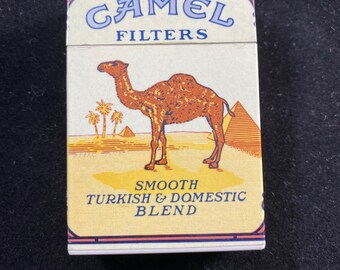 CAMEL
FILTERS
SMOOTH
TURKISH & DOMESTIC
BLEND